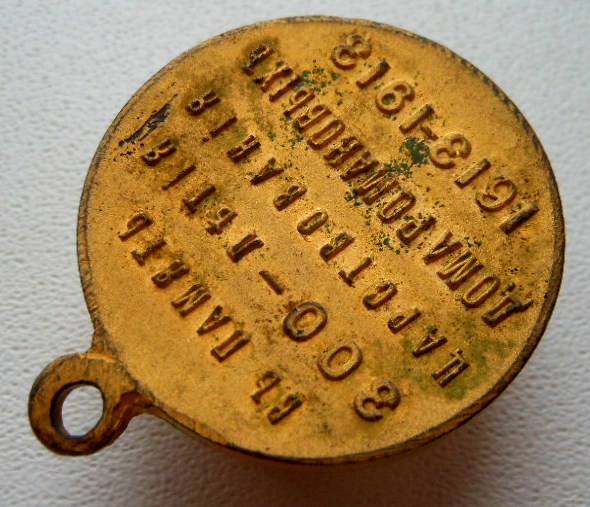 ВЪ ПАМЯТЬ
300-ЛѢТІЯ
ЦАРСТВОВАНІЯ
ДОМА РОМАНОВЫХЪ
1613-1913